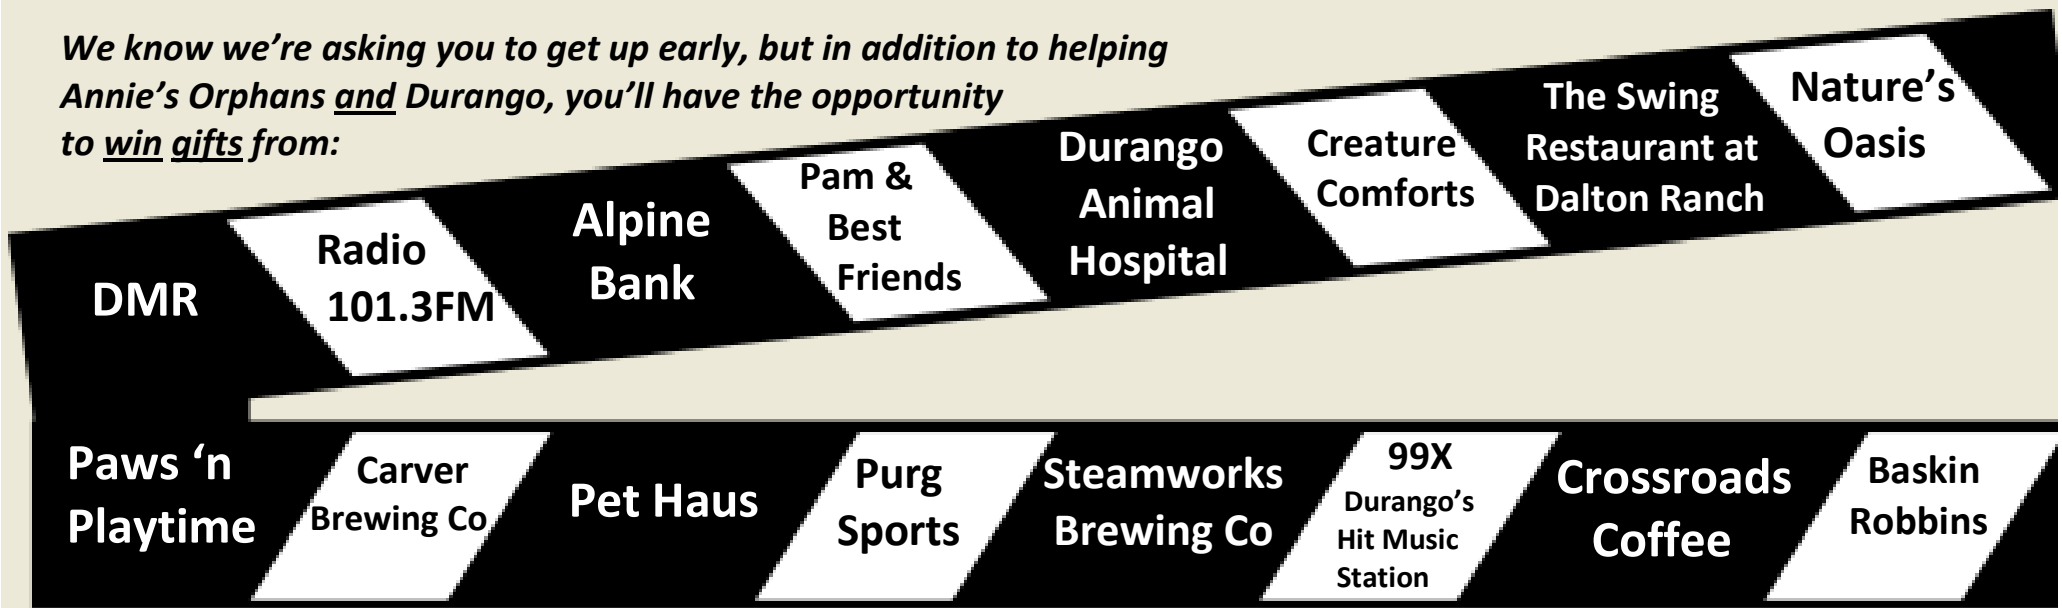 We know we're asking you to get up early, but in addition to helping
Annie's Orphans and Durango, you'll have the opportunity
to win gifts from:
DMR
Radio
101.3FM
Alpine
Bank
Pam &
Best
Friends
Durango
Animal
Hospital
Creature
Comforts
The Swing
Restaurant at
Dalton Ranch
Nature's
Oasis
Paws ‘n
Playtime
Carver
Brewing Co
Pet Haus
Purg
Sports
Steamworks
Brewing Co
99X
Durango's
Hit Music
Station
Crossroads
Coffee
Baskin
Robbins